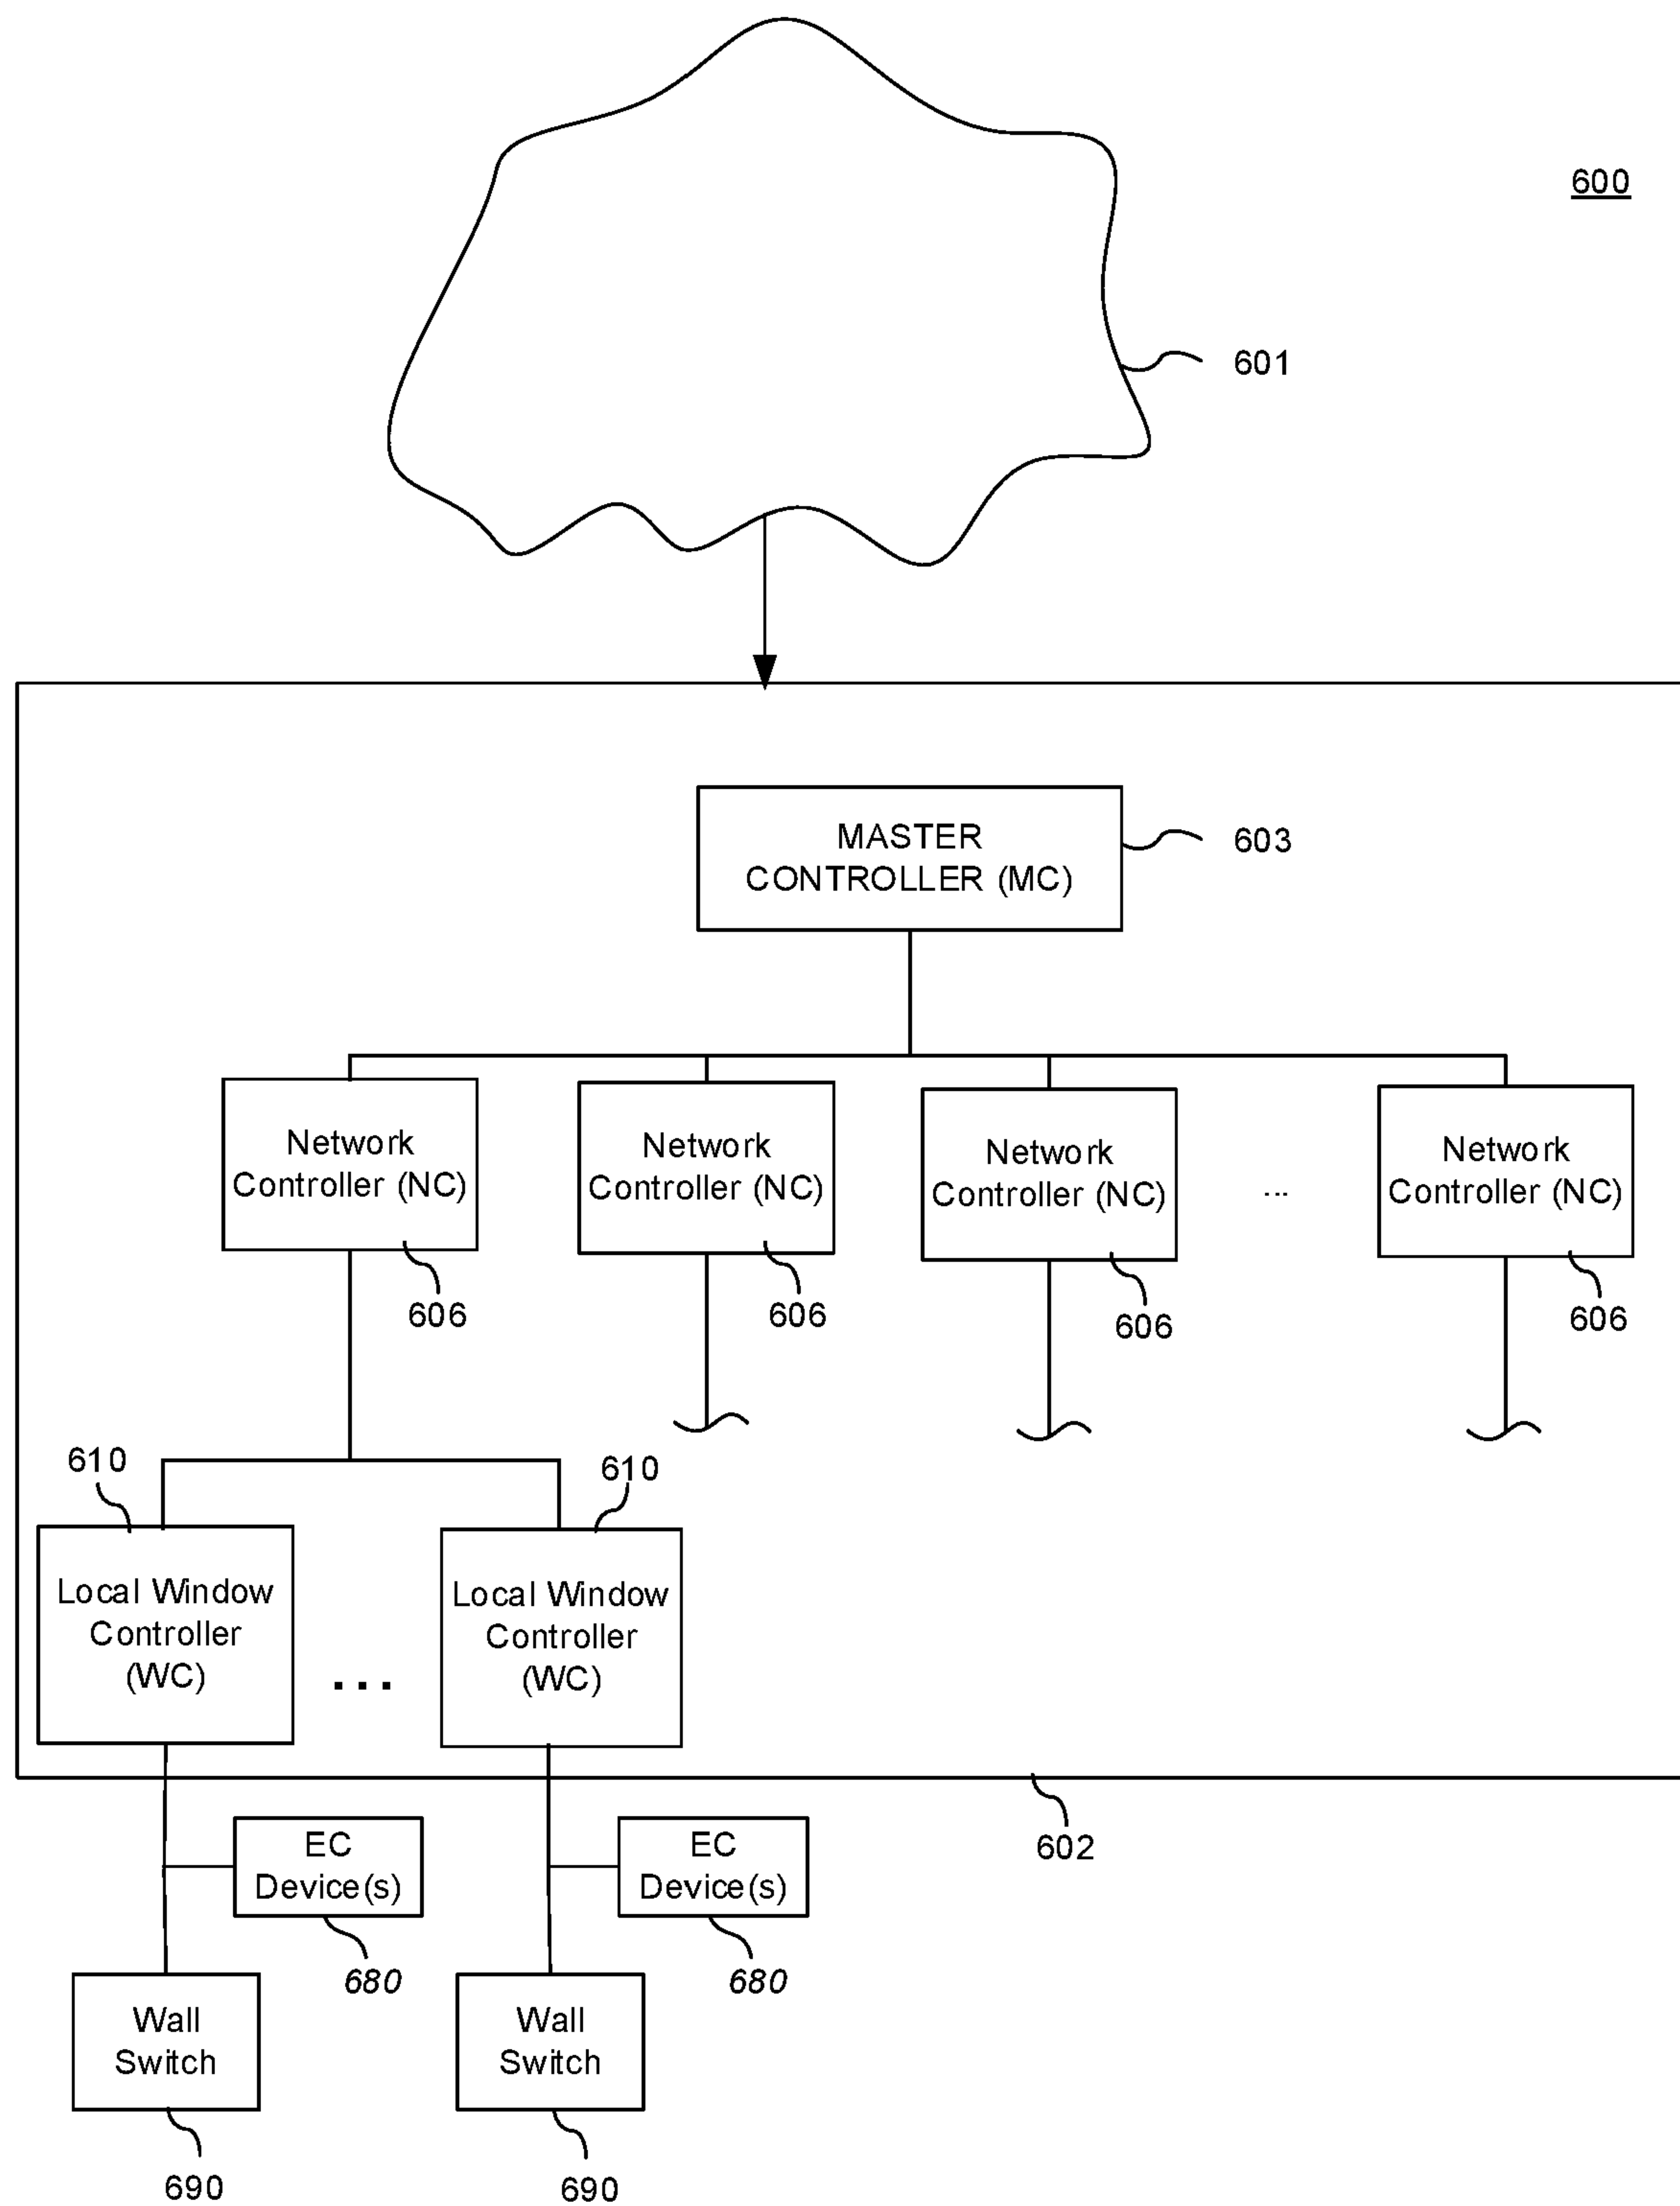 600
601
MASTER
CONTROLLER (MC)
603
Network
Controller (NC)
606
Network
Controller (NC)
606
Network
Controller (NC)
606
...
Network
Controller (NC)
606
610
Local Window
Controller
(WC)
...
610
Local Window
Controller
(WC)
602
EC
Device(s)
680
EC
Device(s)
680
Wall
Switch
690
Wall
Switch
690